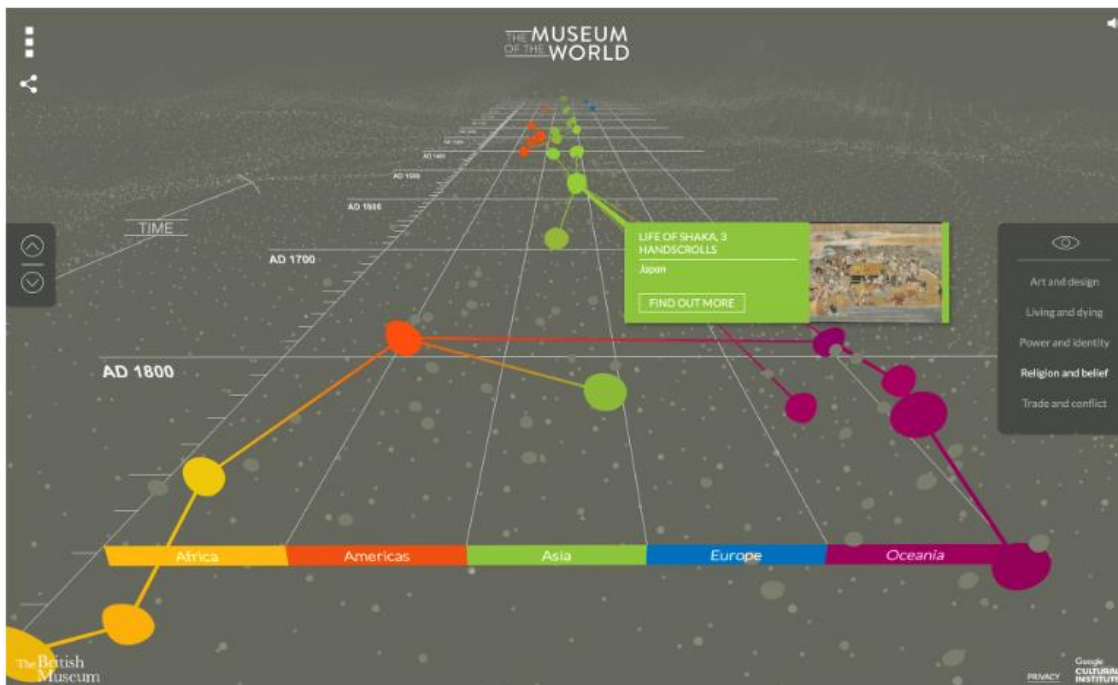 THE MUSEUM
OF THE WORLD
TIME
AD 1500
AD 1600
AD 1700
LIFE OF SHAKA, 3
HANDSCROLLS
Japan
FIND OUT MORE
Art and design
Living and dying
Power and identity
Religion and belief
Trade and conflict
AD 1800
Africa
Americas
Asia
Europe
Oceania
The British
Museum
PRIVACY
Google
CULTURAL
INSTITUTE